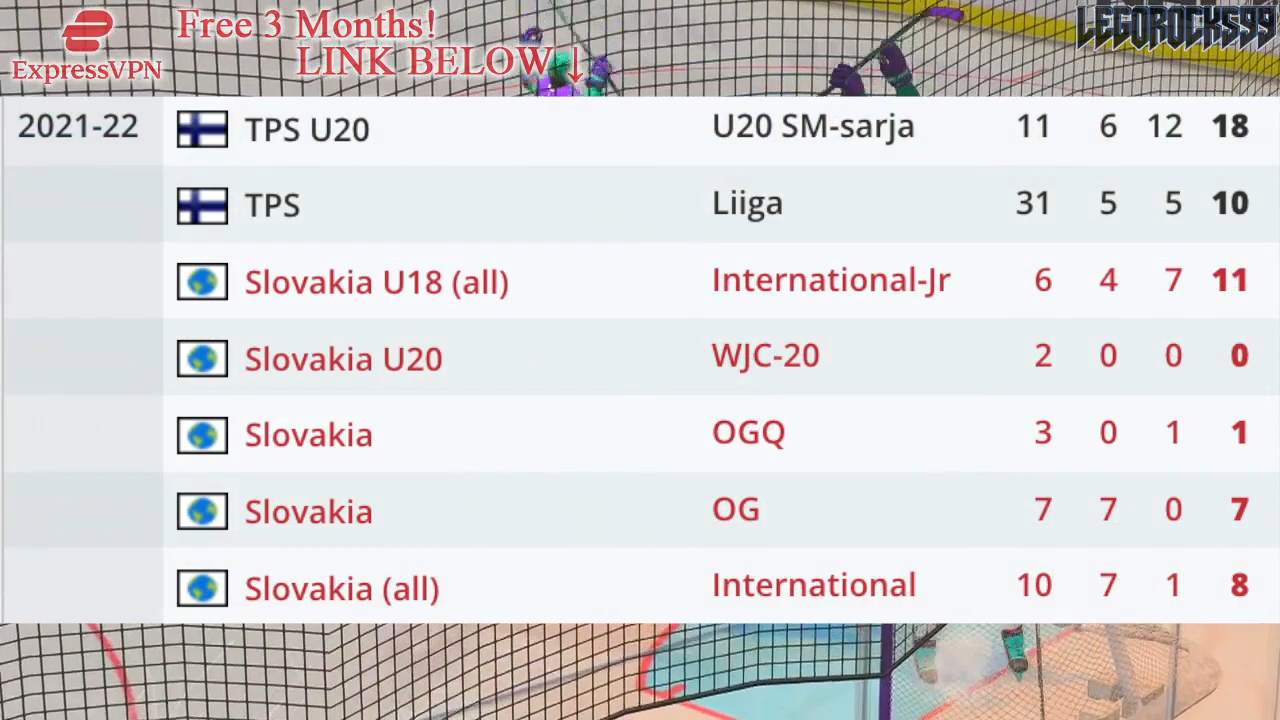 Free 3 Months!
LINK BELOW ↓
ExpressVPN
LEGOROCKS99
2021-22 TPS U20 U20 SM-sarja 11 6 12 18
TPS Liiga 31 5 5 10
Slovakia U18 (all) International-Jr 6 4 7 11
Slovakia U20 WJC-20 2 0 0 0
Slovakia OGQ 3 0 1 1
Slovakia OG 7 7 0 7
Slovakia (all) International 10 7 1 8